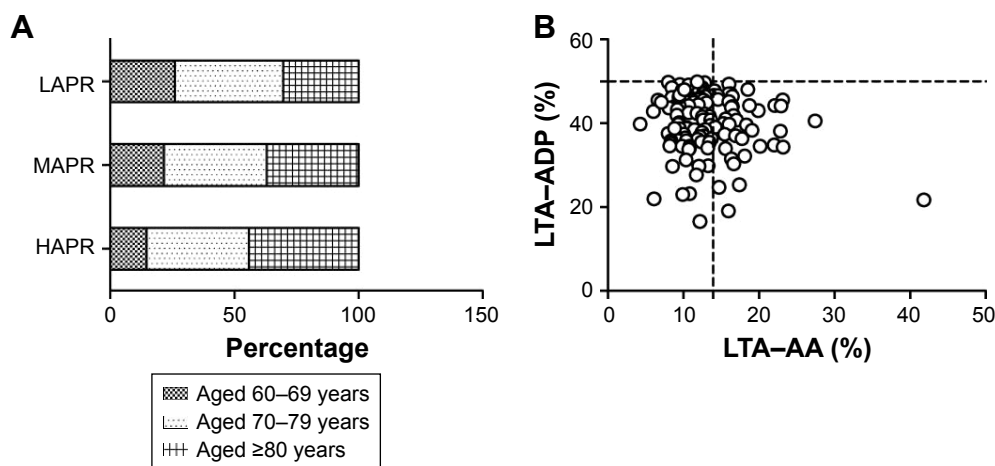 A
LAPR
MAPR
HAPR
0
50
100
150
Percentage
Aged 60–69 years
Aged 70–79 years
Aged ≥80 years
B
60
40
20
0
LTA–ADP (%)
0
10
20
30
40
50
LTA–AA (%)